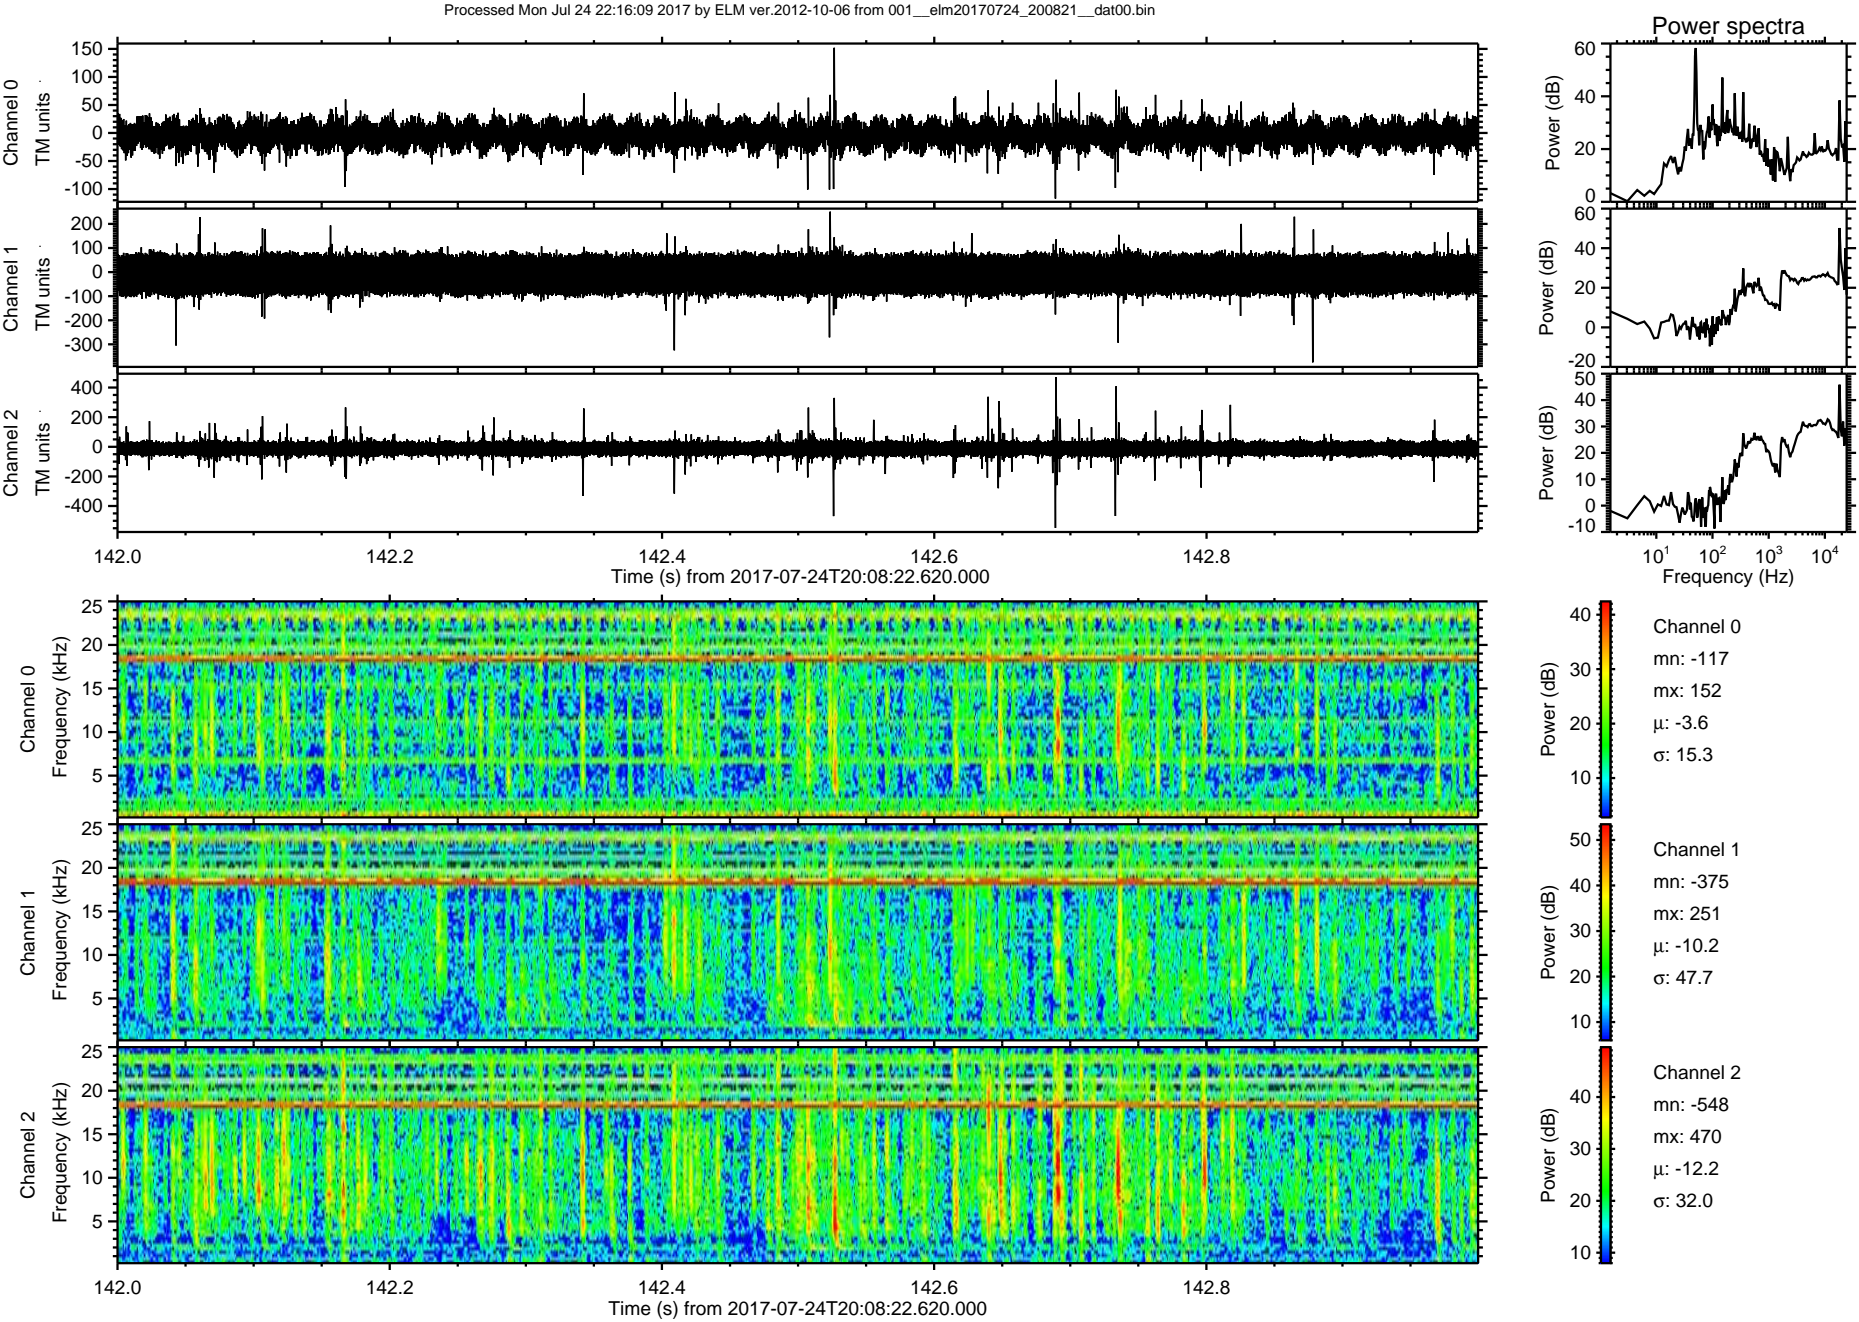 Processed Mon Jul 24 22:16:09 2017 by ELM ver.2012-10-06 from 001__elm20170724_200821__dat00.bin
Power spectra
Channel 0
TM units
150
100
50
0
-50
-100
Power (dB)
60
40
20
0
Channel 1
TM units
200
100
0
-100
-200
-300
Power (dB)
60
40
20
0
-20
Channel 2
TM units
400
200
0
-200
-400
Power (dB)
50
40
30
20
10
0
-10
142.0 142.2 142.4 142.6 142.8
Time (s) from 2017-07-24T20:08:22.620.000
10^1 10^2 10^3 10^4
Frequency (Hz)
Channel 0
Frequency (kHz)
25
20
15
10
5
Power (dB)
40
30
20
10
Channel 0
mn: -117
mx: 152
μ: -3.6
σ: 15.3
Channel 1
Frequency (kHz)
25
20
15
10
5
Power (dB)
50
40
30
20
10
Channel 1
mn: -375
mx: 251
μ: -10.2
σ: 47.7
Channel 2
Frequency (kHz)
25
20
15
10
5
Power (dB)
40
30
20
10
Channel 2
mn: -548
mx: 470
μ: -12.2
σ: 32.0
142.0 142.2 142.4 142.6 142.8
Time (s) from 2017-07-24T20:08:22.620.000